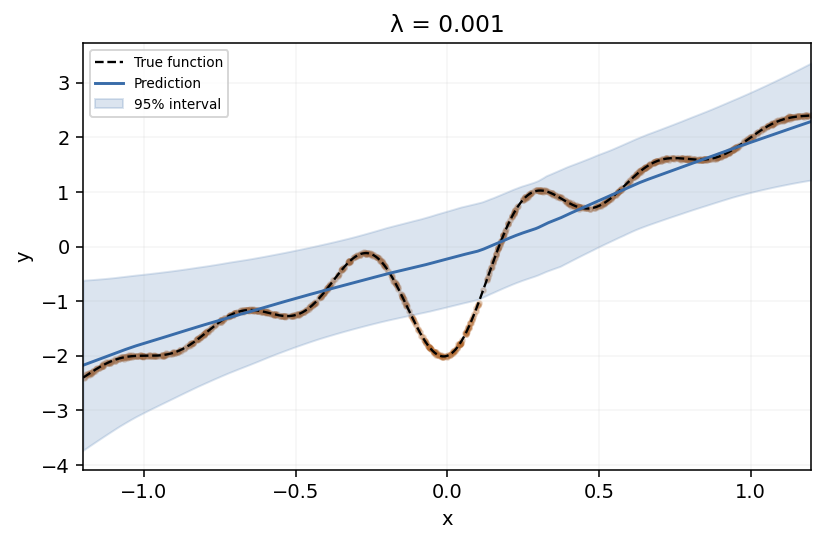 λ = 0.001
True function
Prediction
95% interval
y
3
2
1
0
−1
−2
−3
−4
−1.0 −0.5 0.0 0.5 1.0
x